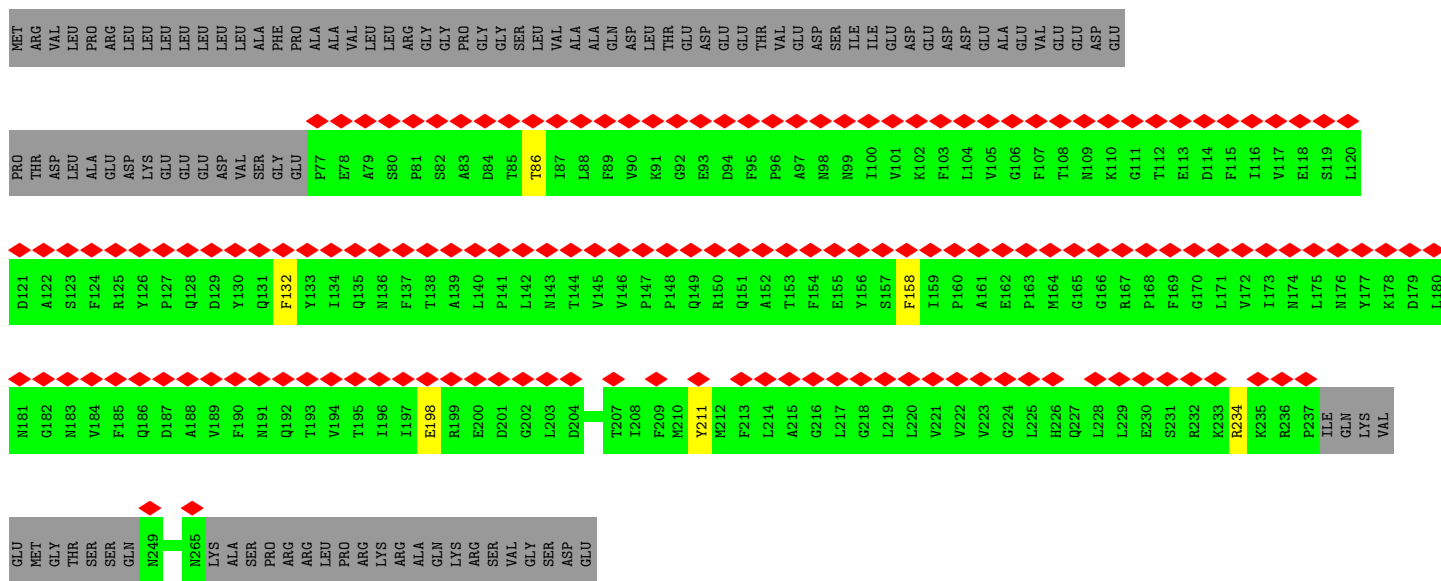 MET ARG VAL LEU PRO ARG LEU LEU LEU LEU LEU LEU LEU ALA PHE PRO ALA ALA VAL LEU LEU ARG GLY GLY PRO GLY GLY SER LEU VAL ALA ALA GLN ASP LEU THR GLU ASP GLU GLU THR VAL GLU ASP SER ILE ILE GLU ASP GLU ASP ASP GLU ALA GLU VAL GLU GLU ASP GLU
PRO THR ASP LEU ALA GLU ASP LYS GLU GLU GLU ASP VAL SER GLY GLU P77 E78 A79 S80 P81 S82 A83 D84 T85 T86 I87 L88 F89 V90 K91 G92 E93 D94 F95 P96 A97 N98 N99 I100 V101 K102 F103 L104 V105 G106 F107 T108 N109 K110 G111 T112 E113 D114 F115 I116 V117 E118 S119 L120
D121 A122 S123 F124 R125 Y126 P127 Q128 D129 Y130 Q131 F132 Y133 I134 Q135 N136 F137 T138 A139 L140 P141 L142 N143 T144 V145 V146 P147 P148 Q149 R150 Q151 A152 T153 F154 E155 Y156 S157 F158 I159 P160 A161 E162 P163 M164 G165 G166 R167 P168 F169 G170 L171 V172 I173 N174 L175 N176 Y177 K178 D179 L180
N181 G182 N183 V184 F185 Q186 D187 A188 V189 F190 N191 Q192 T193 V194 T195 I196 I197 E198 R199 E200 D201 G202 L203 D204 T207 I208 F209 M210 Y211 M212 F213 L214 A215 G216 L217 G218 L219 L220 V221 V222 V223 G224 L225 H226 Q227 L228 L229 E230 S231 R232 K233 R234 K235 R236 P237 ILE GLN LYS VAL
GLU MET GLY THR SER SER GLN N249 N265 LYS ALA SER PRO ARG ARG LEU PRO ARG LYS ARG ALA GLN LYS ARG SER VAL GLY SER ASP GLU